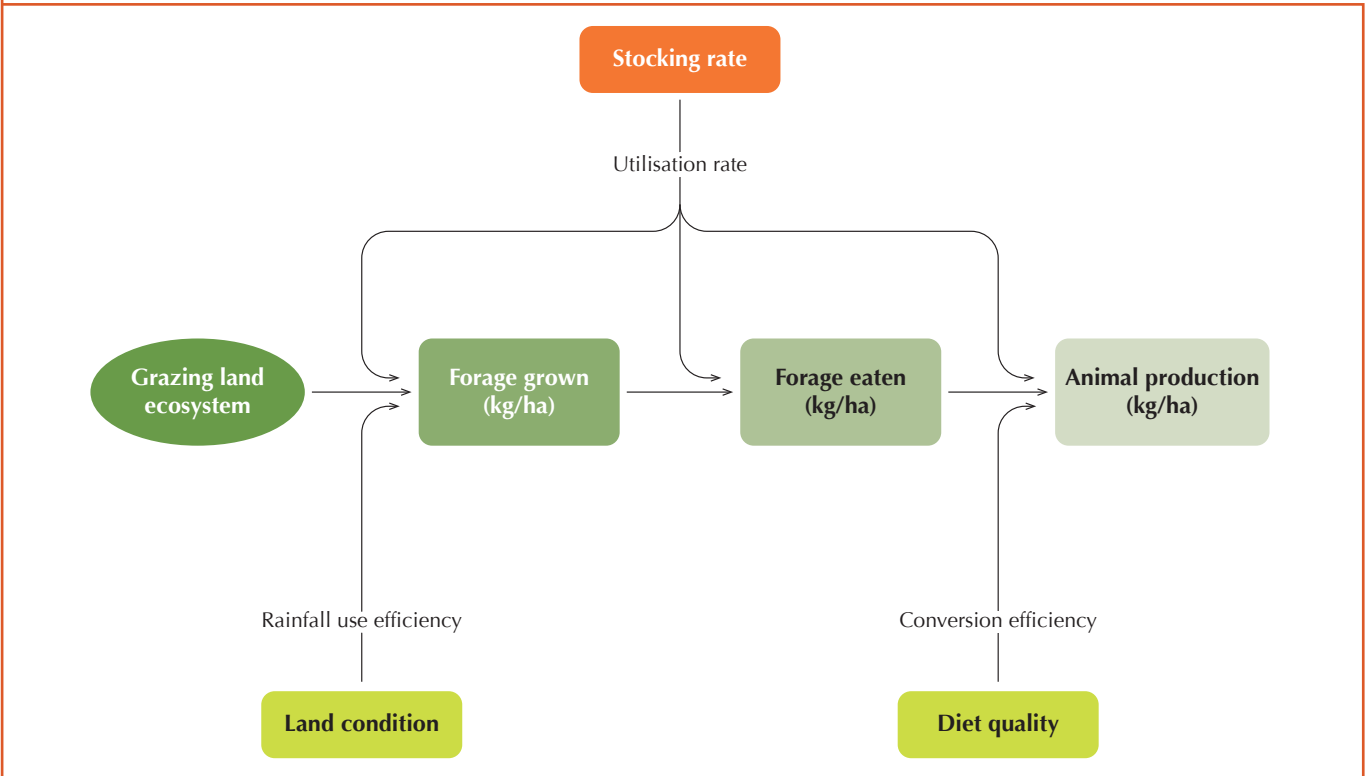 Stocking rate
Utilisation rate
Grazing land
ecosystem
Forage grown
(kg/ha)
Forage eaten
(kg/ha)
Animal production
(kg/ha)
Rainfall use efficiency
Conversion efficiency
Land condition
Diet quality